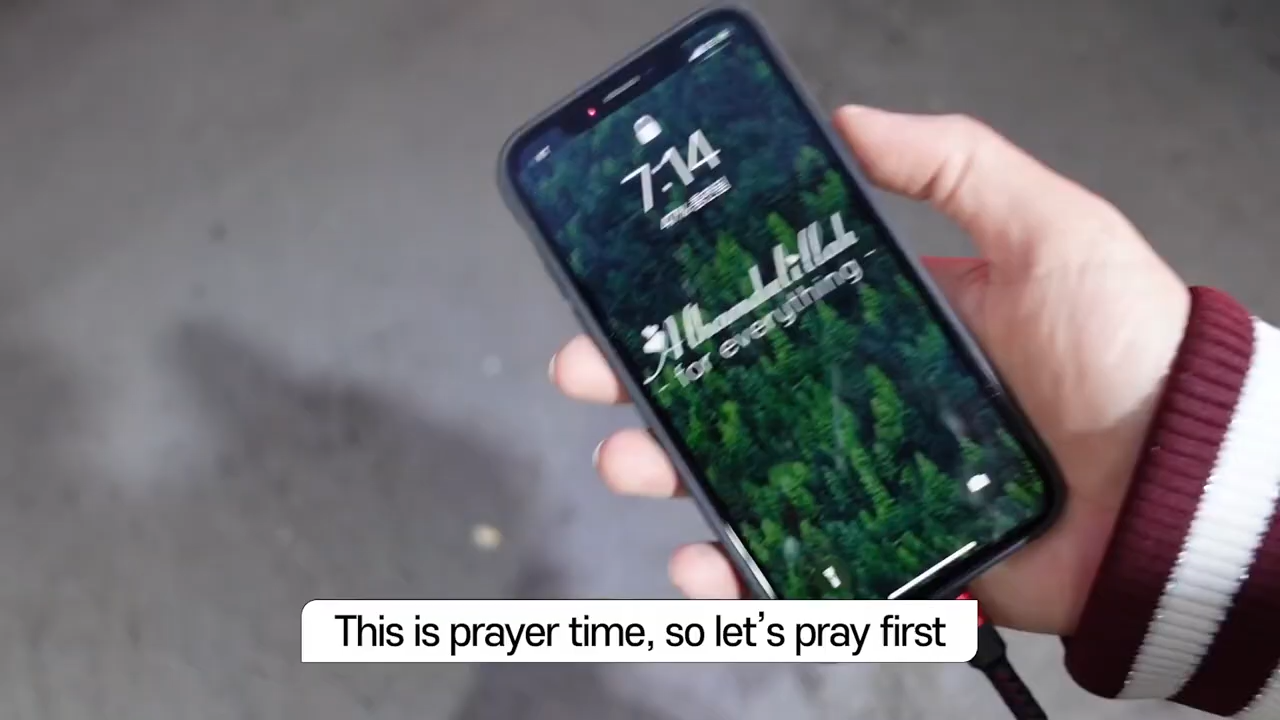 7:14
Alhamdulillah
- for everything -
This is prayer time, so let's pray first